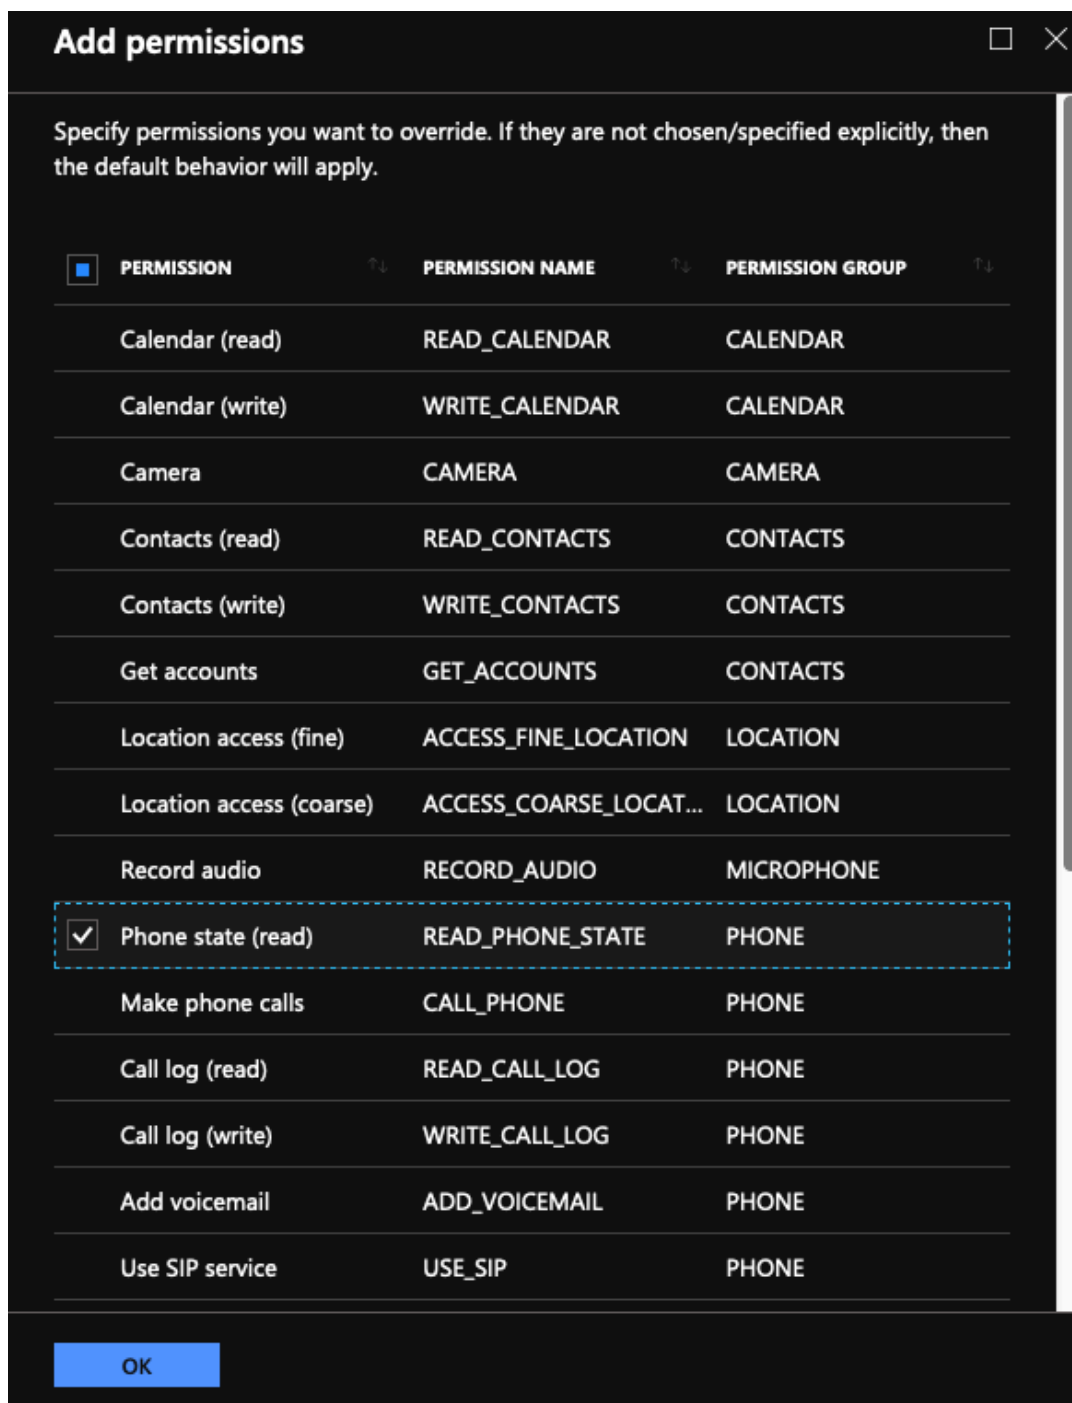 Add permissions
Specify permissions you want to override. If they are not chosen/specified explicitly, then
the default behavior will apply.
PERMISSION PERMISSION NAME PERMISSION GROUP
Calendar (read) READ_CALENDAR CALENDAR
Calendar (write) WRITE_CALENDAR CALENDAR
Camera CAMERA CAMERA
Contacts (read) READ_CONTACTS CONTACTS
Contacts (write) WRITE_CONTACTS CONTACTS
Get accounts GET_ACCOUNTS CONTACTS
Location access (fine) ACCESS_FINE_LOCATION LOCATION
Location access (coarse) ACCESS_COARSE_LOCAT... LOCATION
Record audio RECORD_AUDIO MICROPHONE
Phone state (read) READ_PHONE_STATE PHONE
Make phone calls CALL_PHONE PHONE
Call log (read) READ_CALL_LOG PHONE
Call log (write) WRITE_CALL_LOG PHONE
Add voicemail ADD_VOICEMAIL PHONE
Use SIP service USE_SIP PHONE
OK